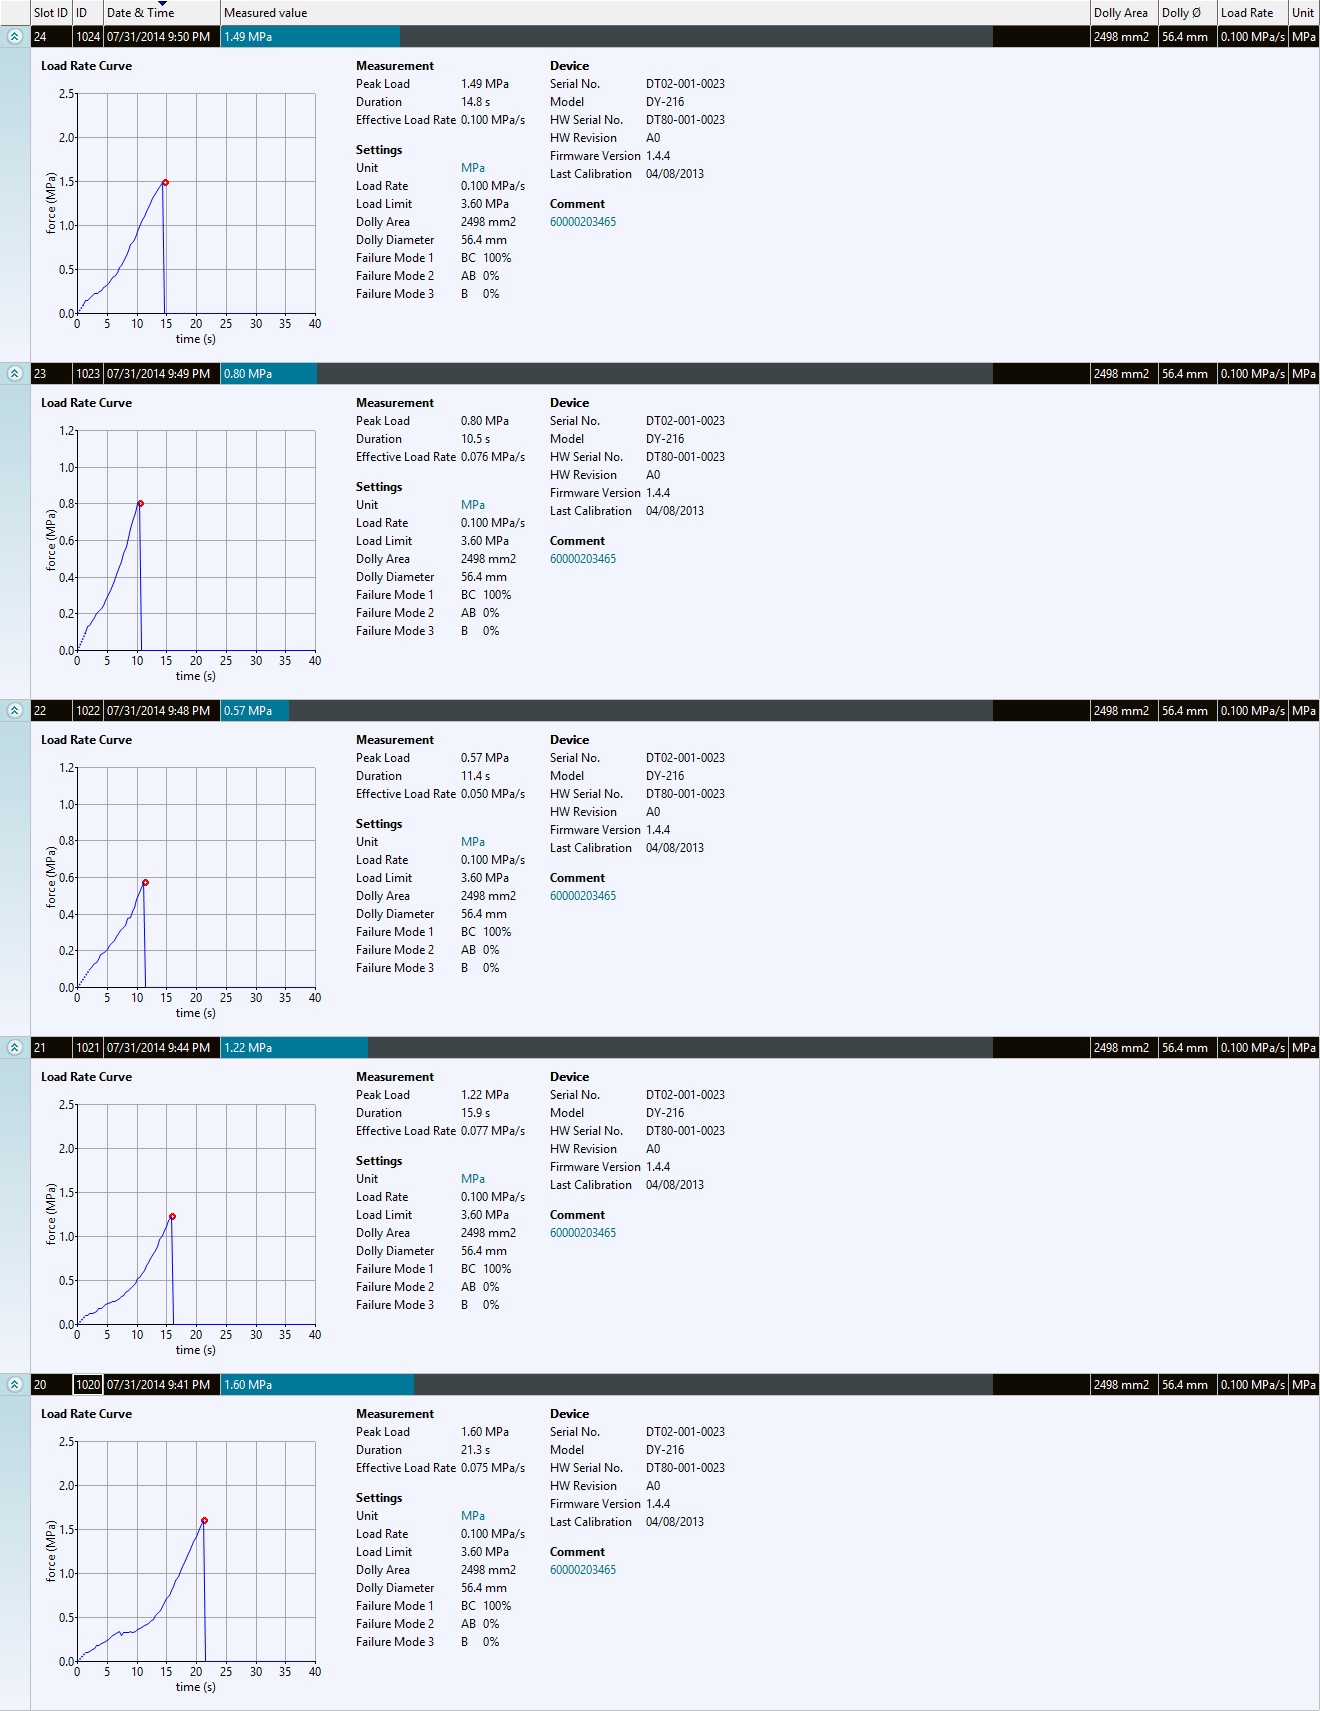 Slot ID ID Date & Time Measured value Dolly Area Dolly Ø Load Rate Unit
24 1024 07/31/2014 9:50 PM 1.49 MPa 2498 mm2 56.4 mm 0.100 MPa/s MPa
Load Rate Curve
2.5
2.0
1.5
1.0
0.5
0.0
force (MPa)
0 5 10 15 20 25 30 35 40
time (s)
Measurement
Peak Load 1.49 MPa
Duration 14.8 s
Effective Load Rate 0.100 MPa/s
Settings
Unit MPa
Load Rate 0.100 MPa/s
Load Limit 3.60 MPa
Dolly Area 2498 mm2
Dolly Diameter 56.4 mm
Failure Mode 1 BC 100%
Failure Mode 2 AB 0%
Failure Mode 3 B 0%
Device
Serial No. DT02-001-0023
Model DY-216
HW Serial No. DT80-001-0023
HW Revision A0
Firmware Version 1.4.4
Last Calibration 04/08/2013
Comment
60000203465
23 1023 07/31/2014 9:49 PM 0.80 MPa 2498 mm2 56.4 mm 0.100 MPa/s MPa
Load Rate Curve
1.2
1.0
0.8
0.6
0.4
0.2
0.0
force (MPa)
0 5 10 15 20 25 30 35 40
time (s)
Measurement
Peak Load 0.80 MPa
Duration 10.5 s
Effective Load Rate 0.076 MPa/s
Settings
Unit MPa
Load Rate 0.100 MPa/s
Load Limit 3.60 MPa
Dolly Area 2498 mm2
Dolly Diameter 56.4 mm
Failure Mode 1 BC 100%
Failure Mode 2 AB 0%
Failure Mode 3 B 0%
Device
Serial No. DT02-001-0023
Model DY-216
HW Serial No. DT80-001-0023
HW Revision A0
Firmware Version 1.4.4
Last Calibration 04/08/2013
Comment
60000203465
22 1022 07/31/2014 9:48 PM 0.57 MPa 2498 mm2 56.4 mm 0.100 MPa/s MPa
Load Rate Curve
1.2
1.0
0.8
0.6
0.4
0.2
0.0
force (MPa)
0 5 10 15 20 25 30 35 40
time (s)
Measurement
Peak Load 0.57 MPa
Duration 11.4 s
Effective Load Rate 0.050 MPa/s
Settings
Unit MPa
Load Rate 0.100 MPa/s
Load Limit 3.60 MPa
Dolly Area 2498 mm2
Dolly Diameter 56.4 mm
Failure Mode 1 BC 100%
Failure Mode 2 AB 0%
Failure Mode 3 B 0%
Device
Serial No. DT02-001-0023
Model DY-216
HW Serial No. DT80-001-0023
HW Revision A0
Firmware Version 1.4.4
Last Calibration 04/08/2013
Comment
60000203465
21 1021 07/31/2014 9:44 PM 1.22 MPa 2498 mm2 56.4 mm 0.100 MPa/s MPa
Load Rate Curve
2.5
2.0
1.5
1.0
0.5
0.0
force (MPa)
0 5 10 15 20 25 30 35 40
time (s)
Measurement
Peak Load 1.22 MPa
Duration 15.9 s
Effective Load Rate 0.077 MPa/s
Settings
Unit MPa
Load Rate 0.100 MPa/s
Load Limit 3.60 MPa
Dolly Area 2498 mm2
Dolly Diameter 56.4 mm
Failure Mode 1 BC 100%
Failure Mode 2 AB 0%
Failure Mode 3 B 0%
Device
Serial No. DT02-001-0023
Model DY-216
HW Serial No. DT80-001-0023
HW Revision A0
Firmware Version 1.4.4
Last Calibration 04/08/2013
Comment
60000203465
20 1020 07/31/2014 9:41 PM 1.60 MPa 2498 mm2 56.4 mm 0.100 MPa/s MPa
Load Rate Curve
2.5
2.0
1.5
1.0
0.5
0.0
force (MPa)
0 5 10 15 20 25 30 35 40
time (s)
Measurement
Peak Load 1.60 MPa
Duration 21.3 s
Effective Load Rate 0.075 MPa/s
Settings
Unit MPa
Load Rate 0.100 MPa/s
Load Limit 3.60 MPa
Dolly Area 2498 mm2
Dolly Diameter 56.4 mm
Failure Mode 1 BC 100%
Failure Mode 2 AB 0%
Failure Mode 3 B 0%
Device
Serial No. DT02-001-0023
Model DY-216
HW Serial No. DT80-001-0023
HW Revision A0
Firmware Version 1.4.4
Last Calibration 04/08/2013
Comment
60000203465